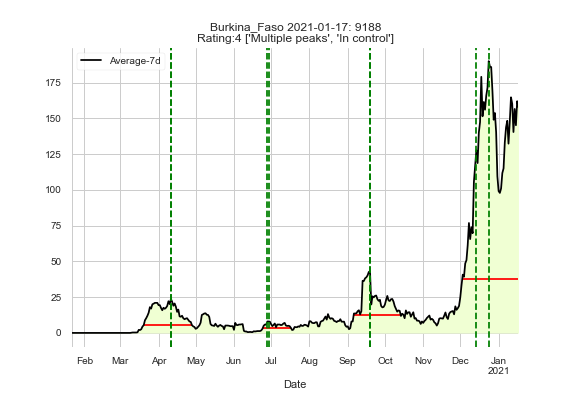 Burkina_Faso 2021-01-17: 9188
Rating:4 ['Multiple peaks', 'In control']
Average-7d
175
150
125
100
75
50
25
0
Feb Mar Apr May Jun Jul Aug Sep Oct Nov Dec Jan
2021
Date